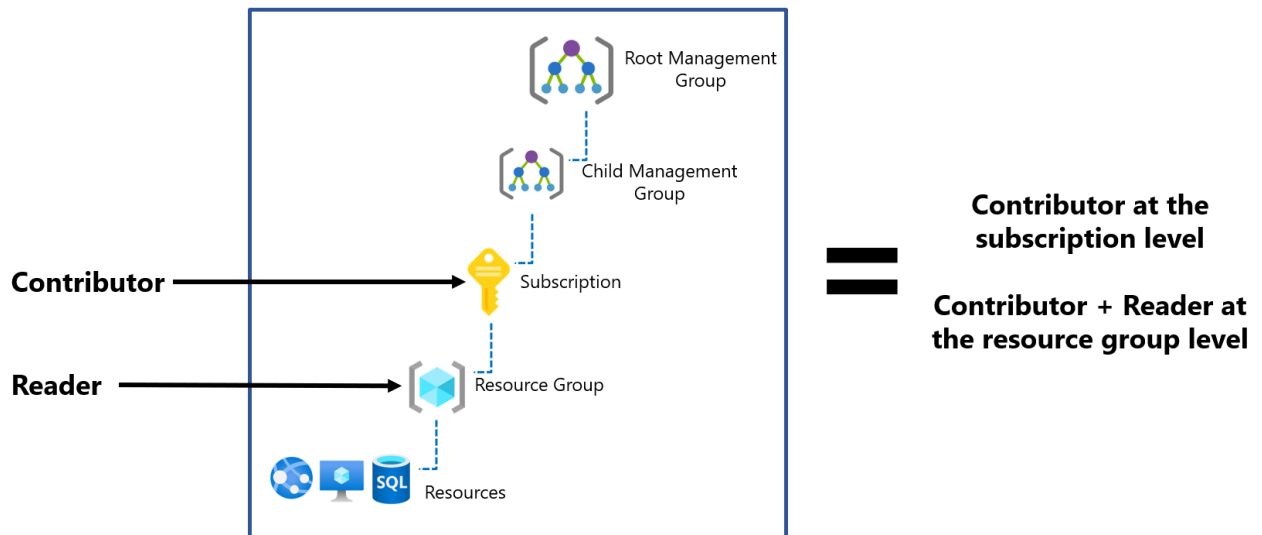 Root Management
Group
Child Management
Group
Contributor
Subscription
Reader
Resource Group
SQL
Resources
Contributor at the
subscription level
Contributor + Reader at
the resource group level